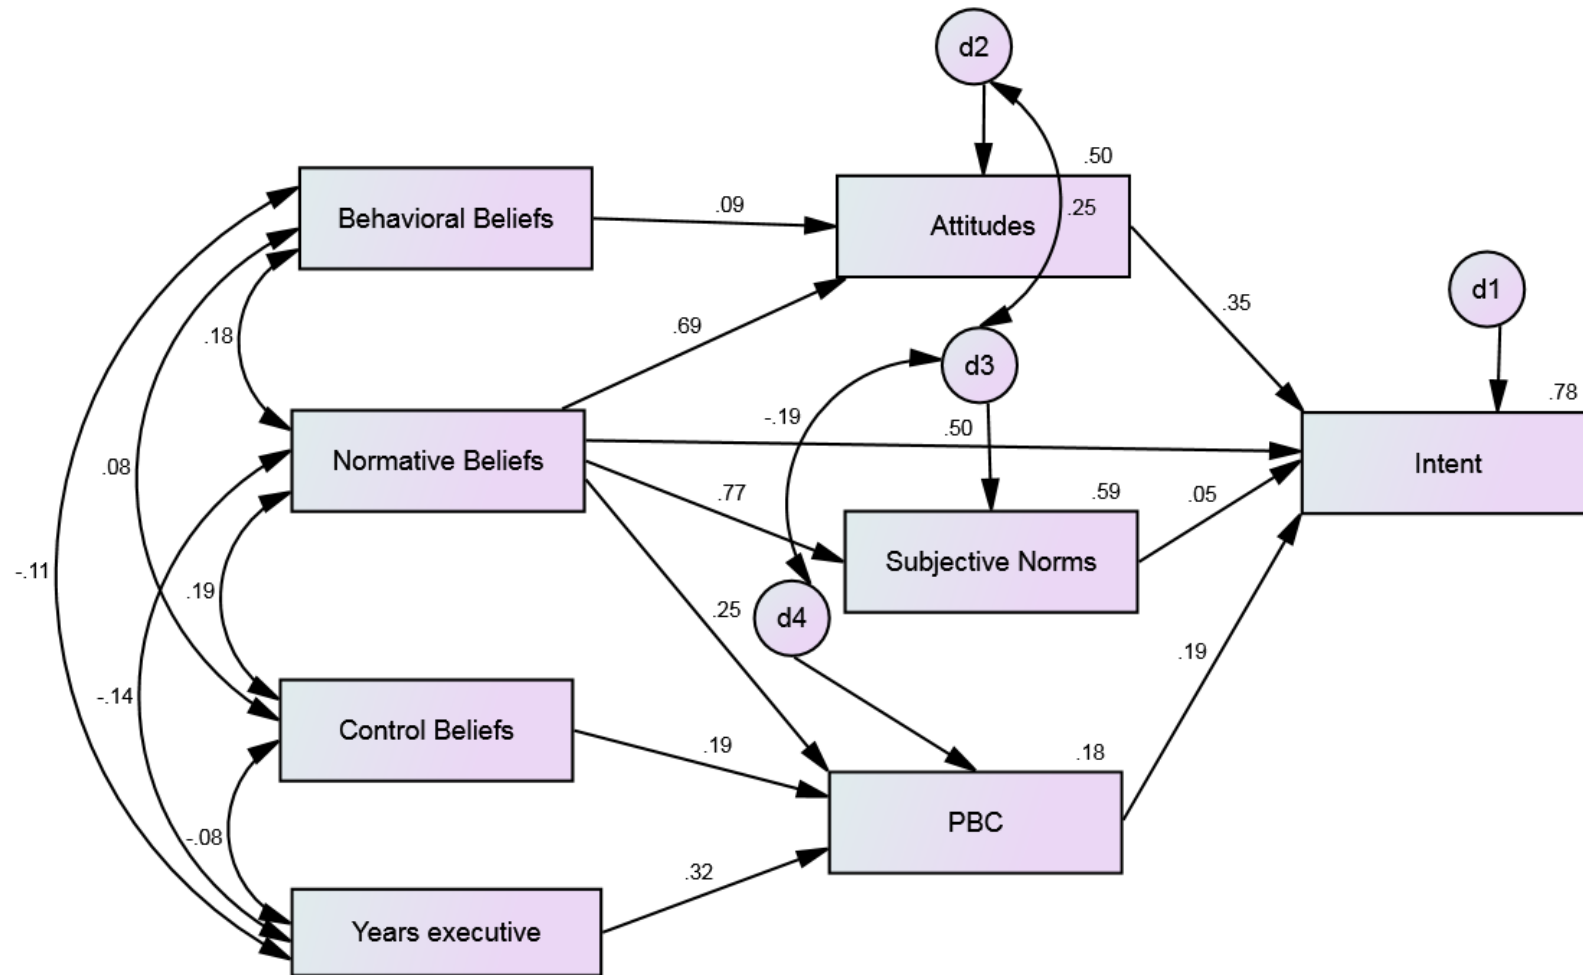 d2
.50
Behavioral Beliefs
.09
Attitudes
.25
d1
.35
.18
.69
d3
.78
-.19
.50
Normative Beliefs
Intent
.08
.77
.59
.05
Subjective Norms
-.11
.19
.25
d4
.19
-.14
Control Beliefs
.19
.18
PBC
-.08
.32
Years executive